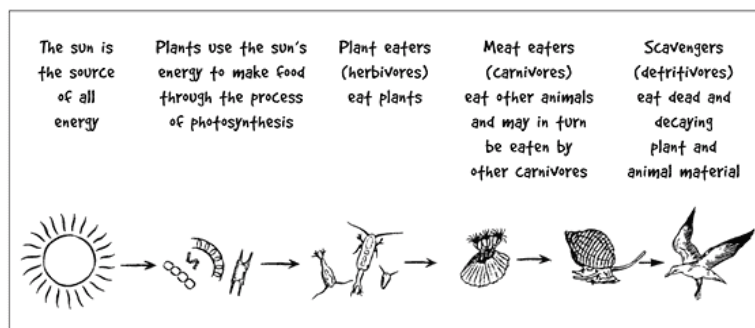 The sun is
the source
of all
energy
Plants use the sun's
energy to make food
through the process
of photosynthesis
Plant eaters
(herbivores)
eat plants
Meat eaters
(carnivores)
eat other animals
and may in turn
be eaten by
other carnivores
Scavengers
(detritivores)
eat dead and
decaying
plant and
animal material